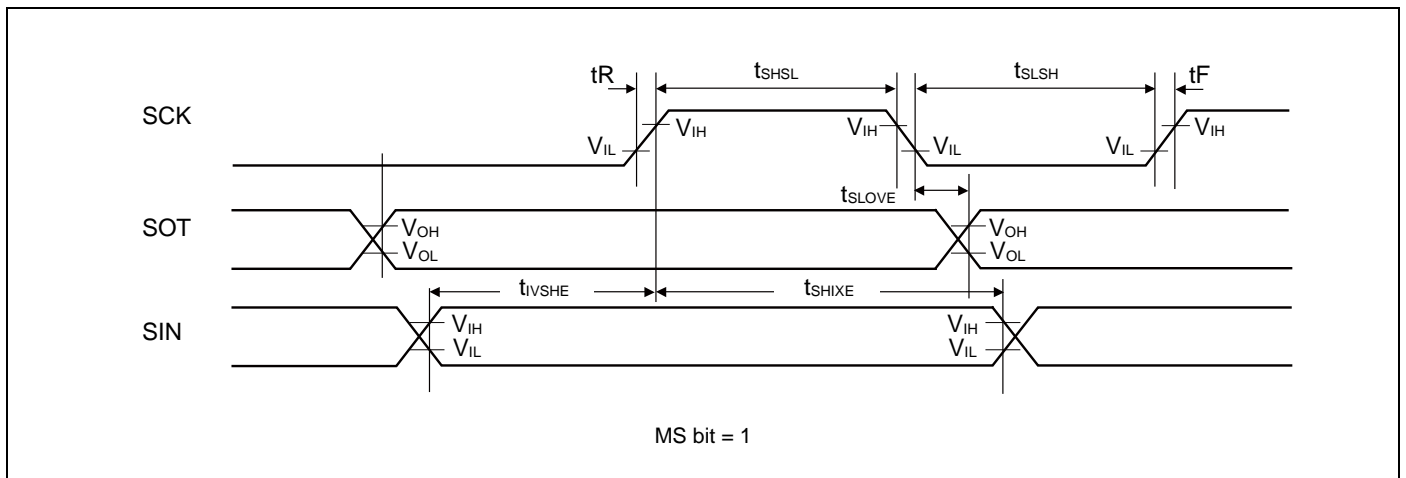 tR tSHSL tSLSH tF
SCK
VIH VIH VIH
VIL VIL VIL
tSLOVE
SOT
VOH VOH
VOL VOL
tIVSHE tSHIXE
SIN
VIH VIH
VIL VIL
MS bit = 1